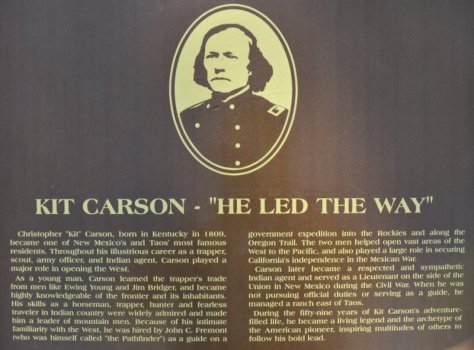 KIT CARSON - "HE LED THE WAY"
Christopher "Kit" Carson, born in Kentucky in 1809,
became one of New Mexico's and Taos' most famous
residents. Throughout his illustrious career as a trapper,
scout, army officer, and Indian agent, Carson played a
major role in opening the West.
As a young man, Carson learned the trapper's trade
from men like Ewing Young and Jim Bridger, and became
highly knowledgeable of the frontier and its inhabitants.
His skills as a horseman, trapper, hunter and fearless
traveler in Indian country were widely admired and made
him a leader of mountain men. Because of his intimate
familiarity with the West, he was hired by John C. Fremont
(who was himself called "the Pathfinder") as a guide on a
government expedition into the Rockies and along the
Oregon Trail. The two men helped open vast areas of the
West to the Pacific, and also played a large role in securing
California's independence in the Mexican War.
Carson later became a respected and sympathetic
Indian agent and served as a Lieutenant on the side of the
Union in New Mexico during the Civil War. When he was
not pursuing official duties or serving as a guide, he
managed a ranch east of Taos.
During the fifty-nine years of Kit Carson's adventure-
filled life, he became a living legend and the archetype of
the American pioneer, inspiring multitudes of others to
follow his bold lead.